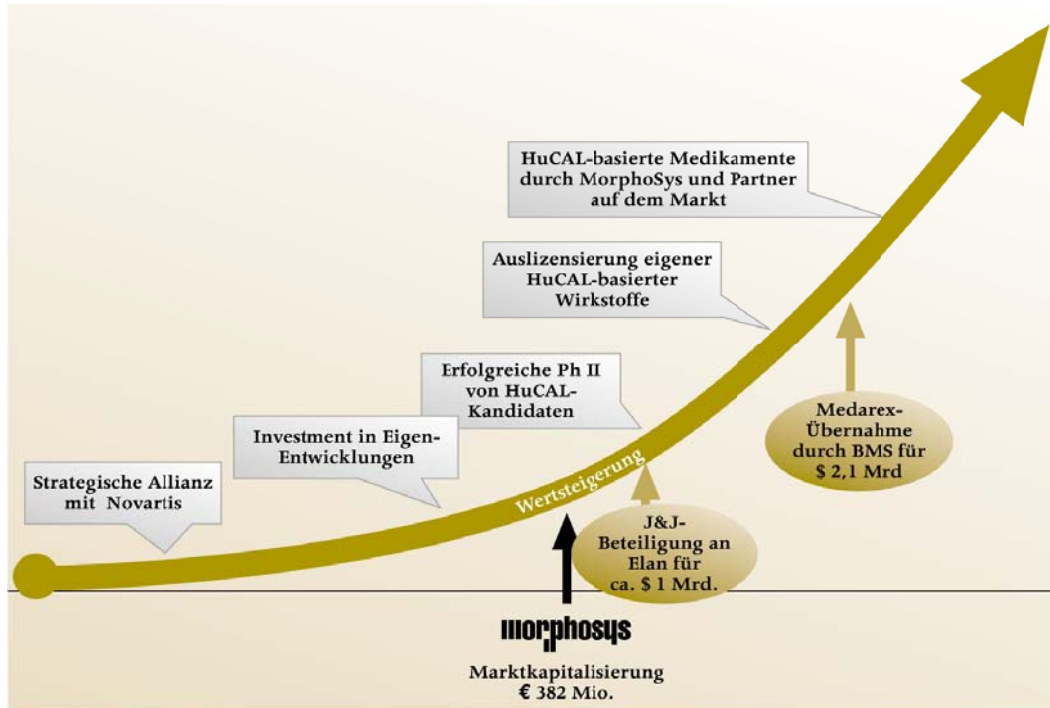 HuCAL-basierte Medikamente
durch MorphoSys und Partner
auf dem Markt
Auslizensierung eigener
HuCAL-basierter
Wirkstoffe
Erfolgreiche Ph II
von HuCAL-
Kandidaten
Investment in Eigen-
Entwicklungen
Strategische Allianz
mit Novartis
Wertsteigerung
Medarex-
Übernahme
durch BMS für
$ 2,1 Mrd
J&J-
Beteiligung an
Elan für
ca. $ 1 Mrd.
morphosys
Marktkapitalisierung
€ 382 Mio.